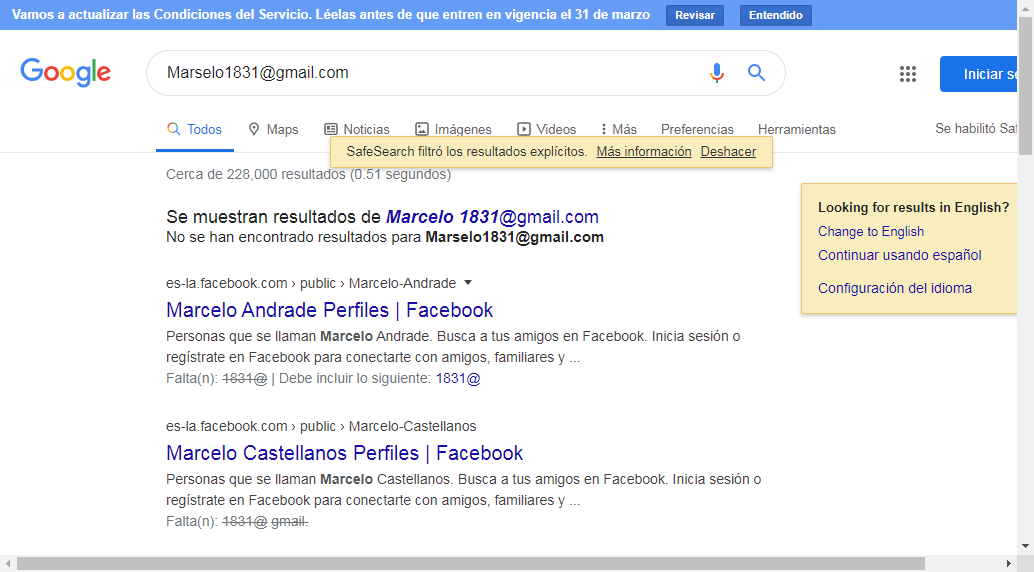 Vamos a actualizar las Condiciones del Servicio. Léelas antes de que entren en vigencia el 31 de marzo Revisar Entendido
Google
Marselo1831@gmail.com
Iniciar se
Todos Maps Noticias Imágenes Videos Más Preferencias Herramientas
Se habilitó Saf
SafeSearch filtró los resultados explícitos. Más información Deshacer
Cerca de 228,000 resultados (0.51 segundos)
Se muestran resultados de Marcelo 1831@gmail.com
No se han encontrado resultados para Marselo1831@gmail.com
es-la.facebook.com › public › Marcelo-Andrade
Marcelo Andrade Perfiles | Facebook
Personas que se llaman Marcelo Andrade. Busca a tus amigos en Facebook. Inicia sesión o
regístrate en Facebook para conectarte con amigos, familiares y ...
Falta(n): 1831@ | Debe incluir lo siguiente: 1831@
es-la.facebook.com › public › Marcelo-Castellanos
Marcelo Castellanos Perfiles | Facebook
Personas que se llaman Marcelo Castellanos. Busca a tus amigos en Facebook. Inicia sesión o
regístrate en Facebook para conectarte con amigos, familiares y ...
Falta(n): 1831@ gmail.
Looking for results in English?
Change to English
Continuar usando español
Configuración del idioma